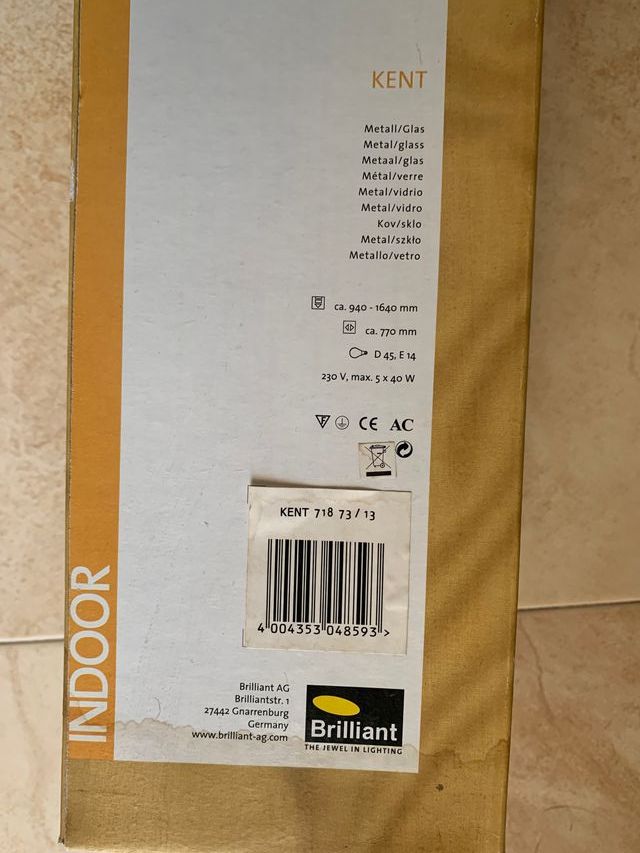 KENT
Metall/Glas
Metal/glass
Metaal/glas
Métal/verre
Metal/vidrio
Metal/vidro
Kov/sklo
Metal/szkło
Metallo/vetro
ca. 940 - 1640 mm
ca. 770 mm
D 45, E 14
230 V, max. 5 x 40 W
F CE AC
KENT 718 73 / 13
4 004353 048593 >
INDOOR
Brilliant AG
Brilliantstr. 1
27442 Gnarrenburg
Germany
www.brilliant-ag.com
Brilliant
THE JEWEL IN LIGHTING